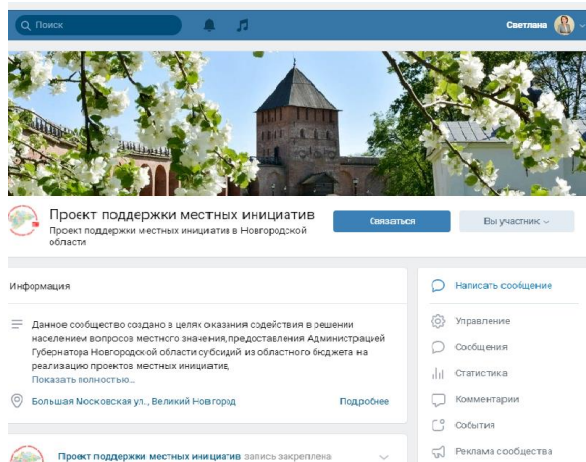 Поиск
Светлана
Проект поддержки местных инициатив
Проект поддержки местных инициатив в Новгородской
области
Связаться
Вы участник
Информация
Данное сообщество создано в целях оказания содействия в решении
населением вопросов местного значения,предоставления Администрацией
Губернатора Новгородской области субсидий из областного бюджета на
реализацию проектов местных инициатив,
Показать полностью…
Большая Московская ул., Великий Новгород
Подробнее
Проект поддержки местных инициатив запись закреплена
Написать сообщение
Управление
Сообщения
Статистика
Комментарии
События
Реклама сообщества